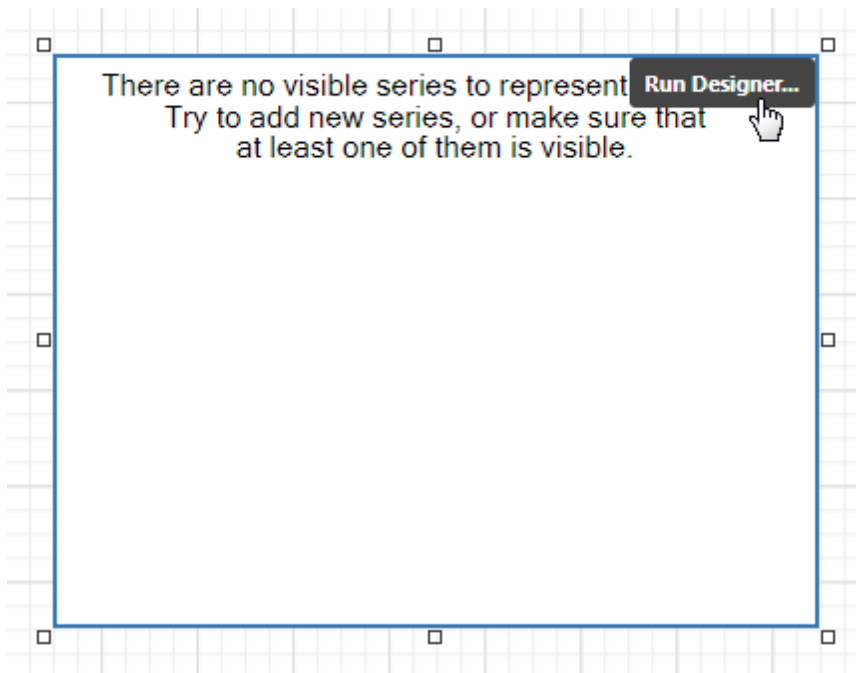 There are no visible series to represent
Run Designer...
Try to add new series, or make sure that
at least one of them is visible.